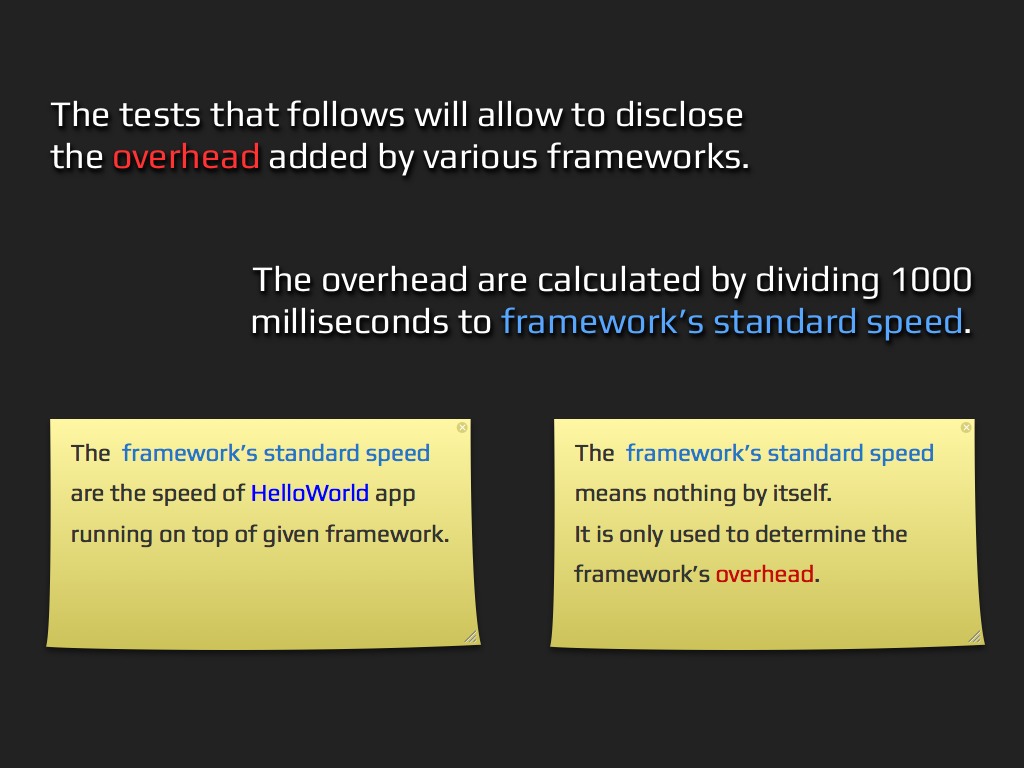 The tests that follows will allow to disclose
the overhead added by various frameworks.
The overhead are calculated by dividing 1000
milliseconds to framework’s standard speed.
The framework’s standard speed
are the speed of HelloWorld app
running on top of given framework.
The framework’s standard speed
means nothing by itself.
It is only used to determine the
framework’s overhead.